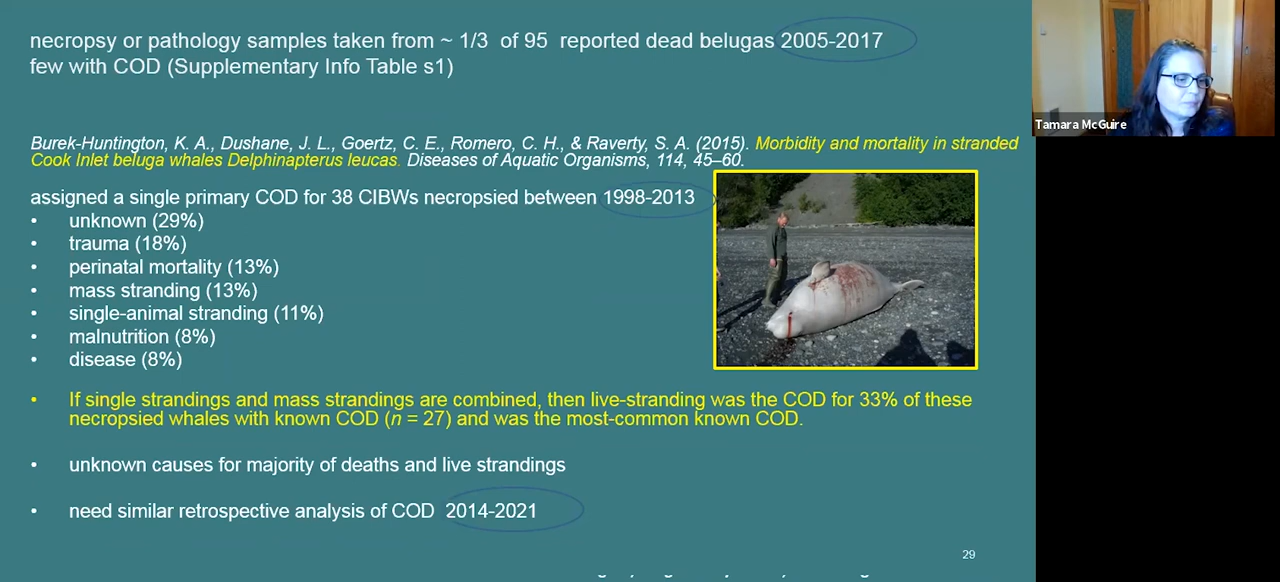 necropsy or pathology samples taken from ~ 1/3 of 95 reported dead belugas 2005-2017
few with COD (Supplementary Info Table s1)
Tamara McGuire
Burek-Huntington, K. A., Dushane, J. L., Goertz, C. E., Romero, C. H., & Raverty, S. A. (2015). Morbidity and mortality in stranded
Cook Inlet beluga whales Delphinapterus leucas. Diseases of Aquatic Organisms, 114, 45–60.
assigned a single primary COD for 38 CIBWs necropsied between 1998-2013
• unknown (29%)
• trauma (18%)
• perinatal mortality (13%)
• mass stranding (13%)
• single-animal stranding (11%)
• malnutrition (8%)
• disease (8%)
• If single strandings and mass strandings are combined, then live-stranding was the COD for 33% of these
necropsied whales with known COD (n = 27) and was the most-common known COD.
• unknown causes for majority of deaths and live strandings
• need similar retrospective analysis of COD 2014-2021
29